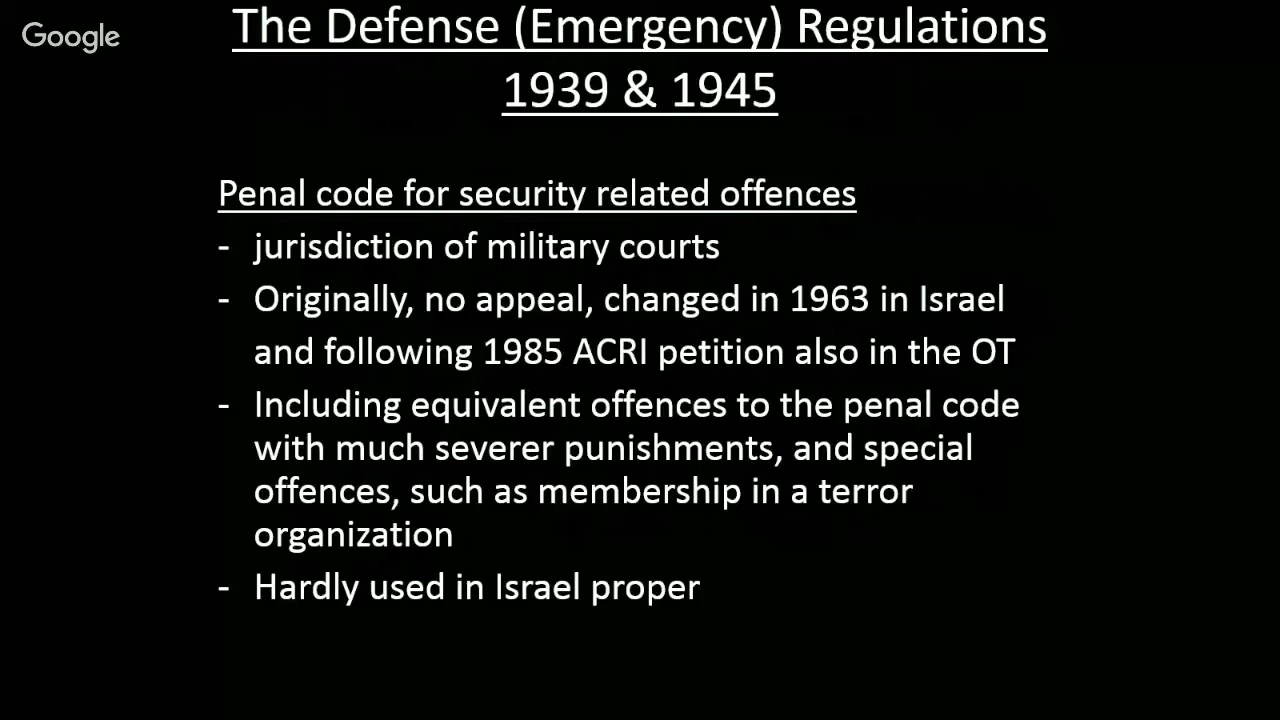 Google
The Defense (Emergency) Regulations
1939 & 1945
Penal code for security related offences
- jurisdiction of military courts
- Originally, no appeal, changed in 1963 in Israel
and following 1985 ACRI petition also in the OT
- Including equivalent offences to the penal code
with much severer punishments, and special
offences, such as membership in a terror
organization
- Hardly used in Israel proper